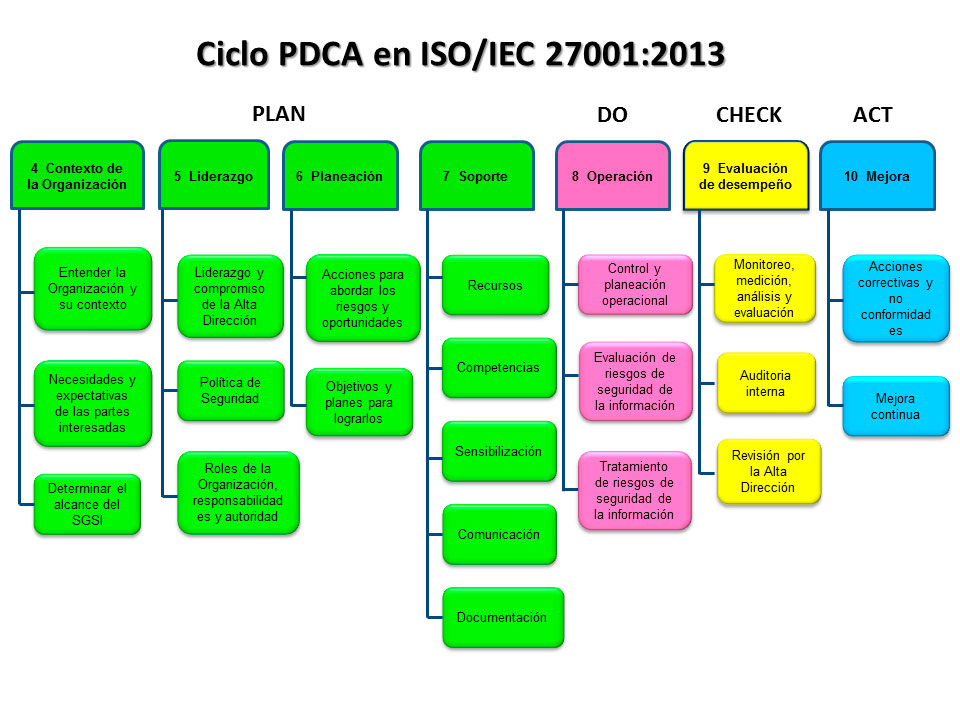 Ciclo PDCA en ISO/IEC 27001:2013
PLAN
DO
CHECK
ACT
4 Contexto de
la Organización
5 Liderazgo
6 Planeación
7 Soporte
8 Operación
9 Evaluación
de desempeño
10 Mejora
Entender la
Organización y
su contexto
Necesidades y
expectativas
de las partes
interesadas
Determinar el
alcance del
SGSI
Liderazgo y
compromiso
de la Alta
Dirección
Política de
Seguridad
Roles de la
Organización,
responsabilidad
es y autoridad
Acciones para
abordar los
riesgos y
oportunidades
Objetivos y
planes para
lograrlos
Recursos
Competencias
Sensibilización
Comunicación
Documentación
Control y
planeación
operacional
Evaluación de
riesgos de
seguridad de
la información
Tratamiento
de riesgos de
seguridad de
la información
Monitoreo,
medición,
análisis y
evaluación
Auditoria
interna
Revisión por
la Alta
Dirección
Acciones
correctivas y
no
conformidad
es
Mejora
continua